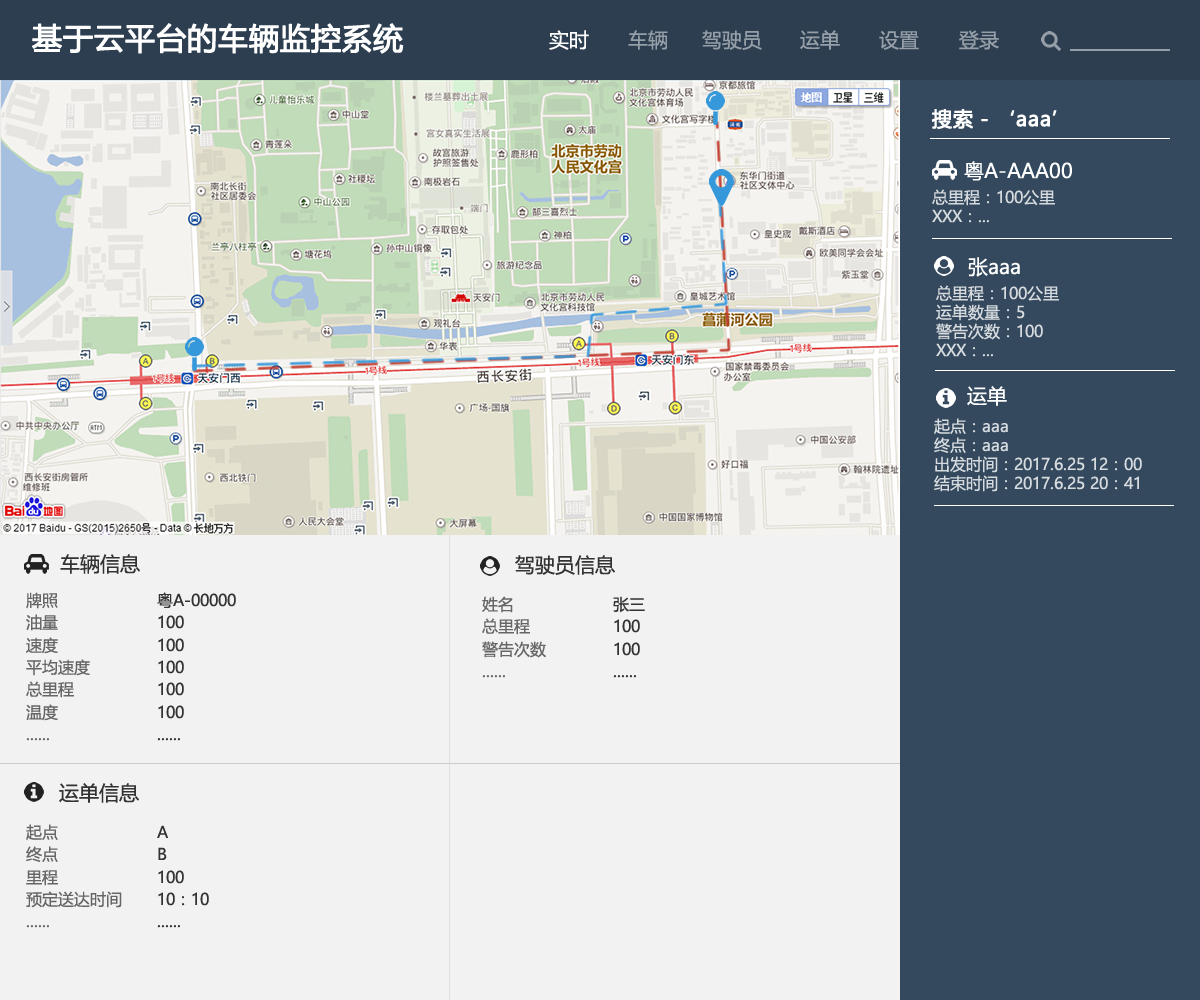 基于云平台的车辆监控系统
实时 车辆 驾驶员 运单 设置 登录
儿童怡乐城
中山堂
青莲朵
社稷坛
南北长街
社区居委会
中山公园
兰亭八柱亭
塘花坞
孙中山铜像
楼兰墓葬出土展
宫女真实生活展
故宫旅游
护照签售处
南极岩石
端门
存取包处
旅游纪念品
天安门
观礼台
华表
太庙
鹿形柏
北京市劳动
人民文化宫
郜三喜烈士
神柏
北京市劳动人民
文化宫科技馆
北京市劳动人民
文化宫体育场
文化宫写字楼
京都旅馆
地图 卫星 三维
东华门街道
社区文体中心
皇史宬
戴斯酒店
欧美同学会会址
紫玉堂
皇城艺术馆
菖蒲河公园
P
P
A
B
A
B
1号线
1号线
1号线
1号线
天安门西
天安门东
西长安街
国家禁毒委员会
办公室
C
D
C
广场-国旗
中共中央办公厅
P
中国公安部
好口福
翰林院遗址
西长安街房管所
维修班
西北铁门
人民大会堂
大屏幕
中国国家博物馆
Bai du 地图
© 2017 Baidu - GS(2015)2650号 - Data © 长地万方
搜索 - ‘aaa’
粤A-AAA00
总里程：100公里
XXX：...
张aaa
总里程：100公里
运单数量：5
警告次数：100
XXX：...
运单
起点：aaa
终点：aaa
出发时间：2017.6.25 12：00
结束时间：2017.6.25 20：41
车辆信息
牌照 粤A-00000
油量 100
速度 100
平均速度 100
总里程 100
温度 100
...... ......
驾驶员信息
姓名 张三
总里程 100
警告次数 100
...... ......
运单信息
起点 A
终点 B
里程 100
预定送达时间 10：10
...... ......